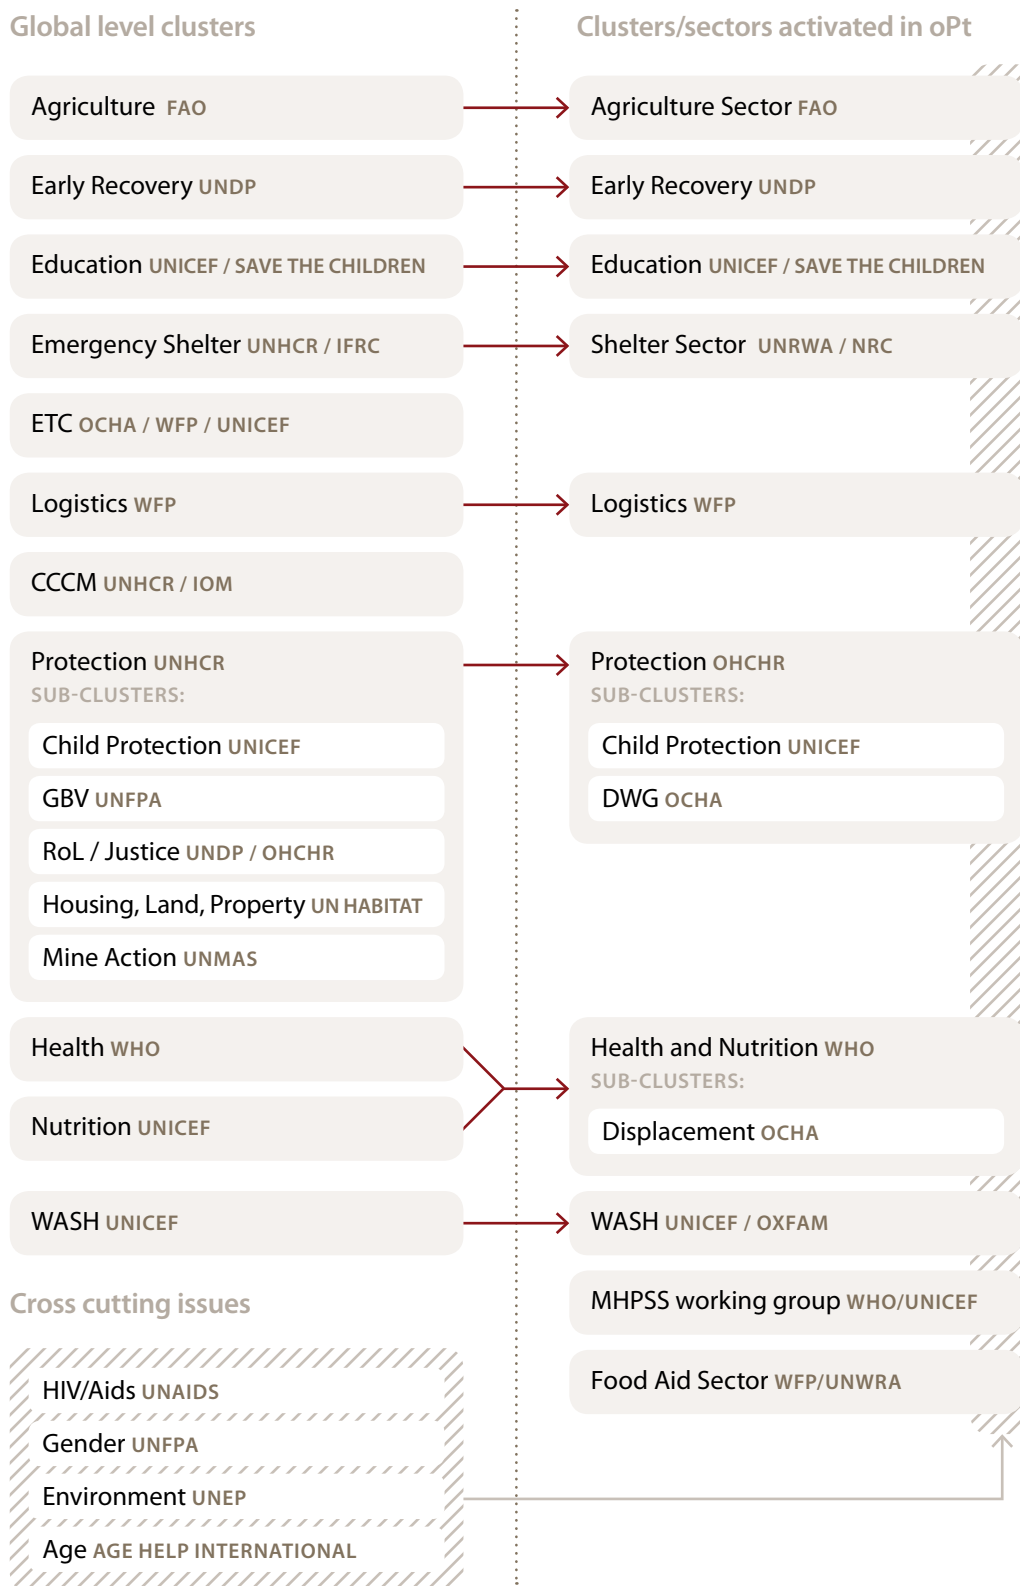 Global level clusters
Agriculture FAO
Early Recovery UNDP
Education UNICEF / SAVE THE CHILDREN
Emergency Shelter UNHCR / IFRC
ETC OCHA / WFP / UNICEF
Logistics WFP
CCCM UNHCR / IOM
Protection UNHCR
SUB-CLUSTERS:
Child Protection UNICEF
GBV UNFPA
RoL / Justice UNDP / OHCHR
Housing, Land, Property UN HABITAT
Mine Action UNMAS
Health WHO
Nutrition UNICEF
WASH UNICEF
Cross cutting issues
HIV/Aids UNAIDS
Gender UNFPA
Environment UNEP
Age AGE HELP INTERNATIONAL
Clusters/sectors activated in oPt
Agriculture Sector FAO
Early Recovery UNDP
Education UNICEF / SAVE THE CHILDREN
Shelter Sector UNRWA / NRC
Logistics WFP
Protection OHCHR
SUB-CLUSTERS:
Child Protection UNICEF
DWG OCHA
Health and Nutrition WHO
SUB-CLUSTERS:
Displacement OCHA
WASH UNICEF / OXFAM
MHPSS working group WHO/UNICEF
Food Aid Sector WFP/UNWRA